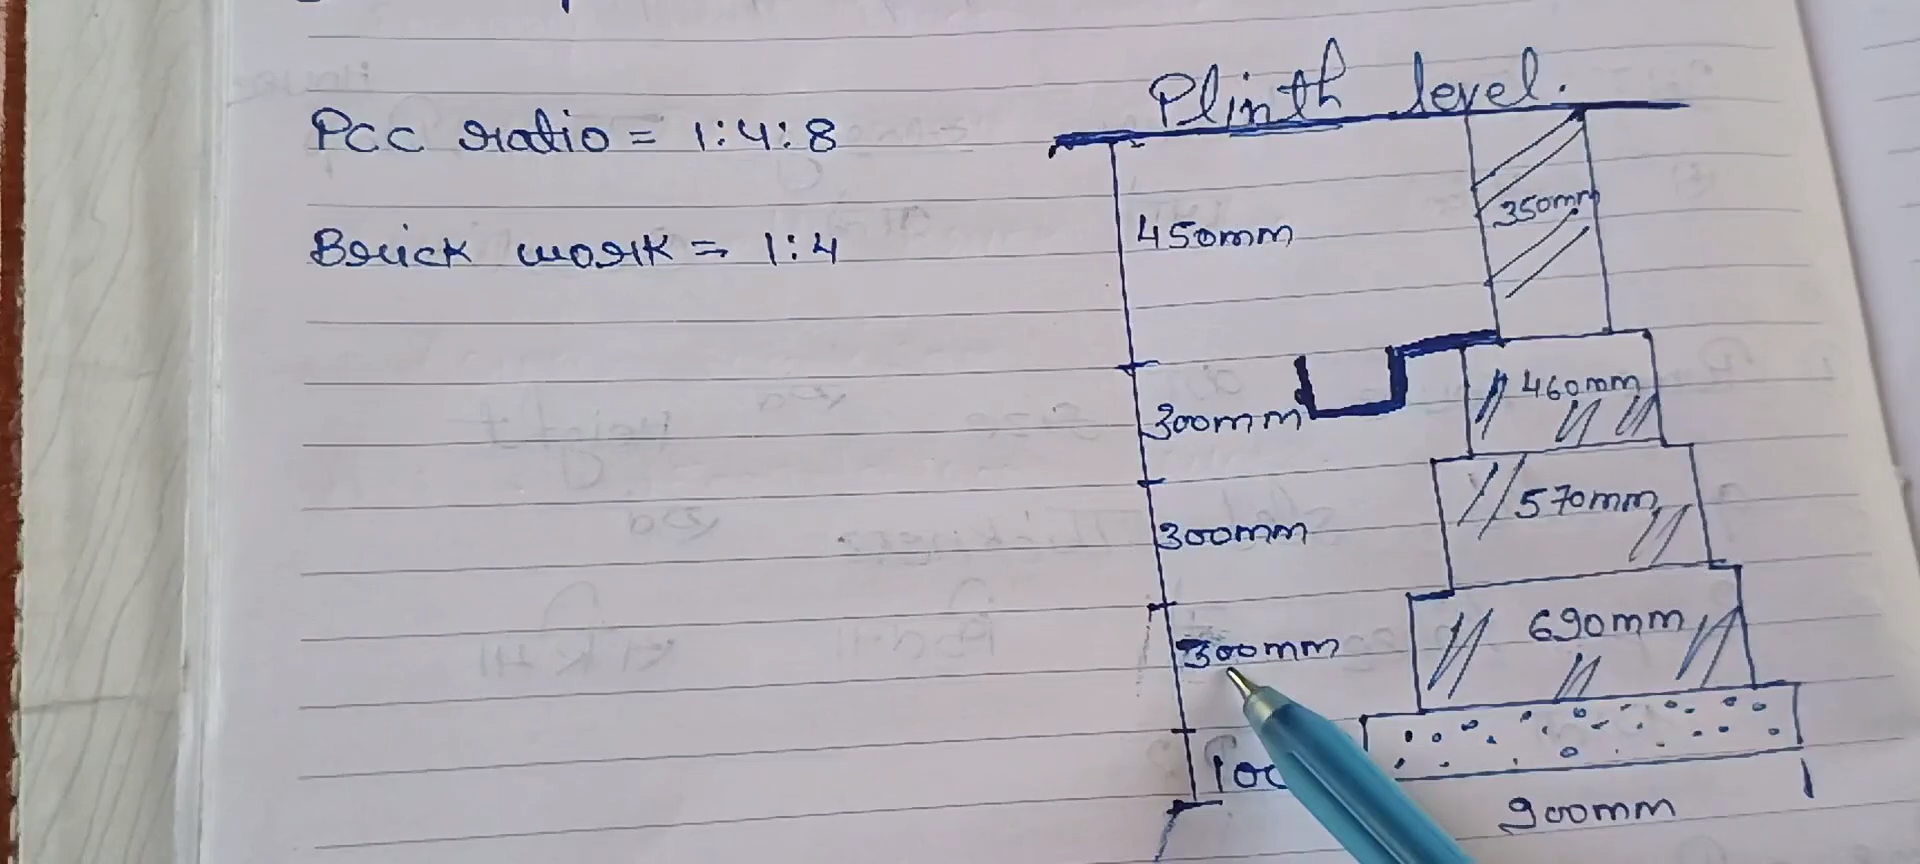 Plinth level.
Pcc ratio = 1:4:8
350mm
450mm
Brick work = 1:4
460mm
300mm
570mm
300mm
690mm
300mm
900mm